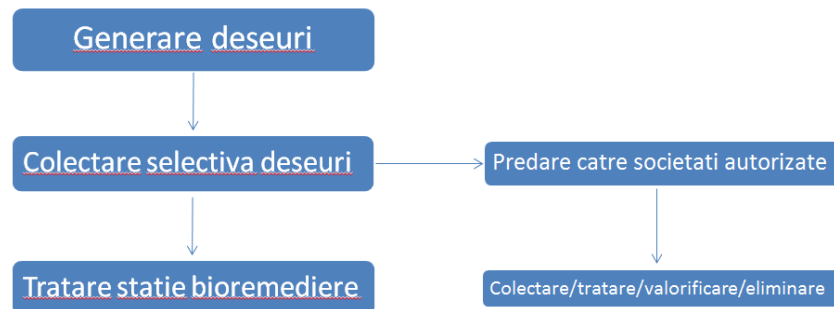 Generare deseuri
Colectare selectiva deseuri
Predare catre societati autorizate
Tratare statie bioremediere
Colectare/tratare/valorificare/eliminare